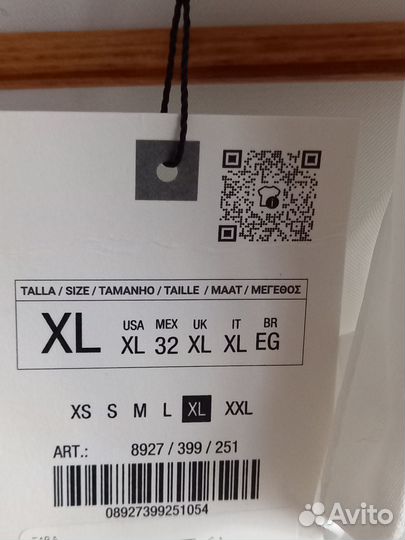 TALLA / SIZE / TAMANHO / TAILLE / MAAT / ΜΕΓΕΘΟΣ
XL
USA MEX UK IT BR
XL 32 XL XL EG
XS S M L XL XXL
ART.: 8927 / 399 / 251
08927399251054
Avito